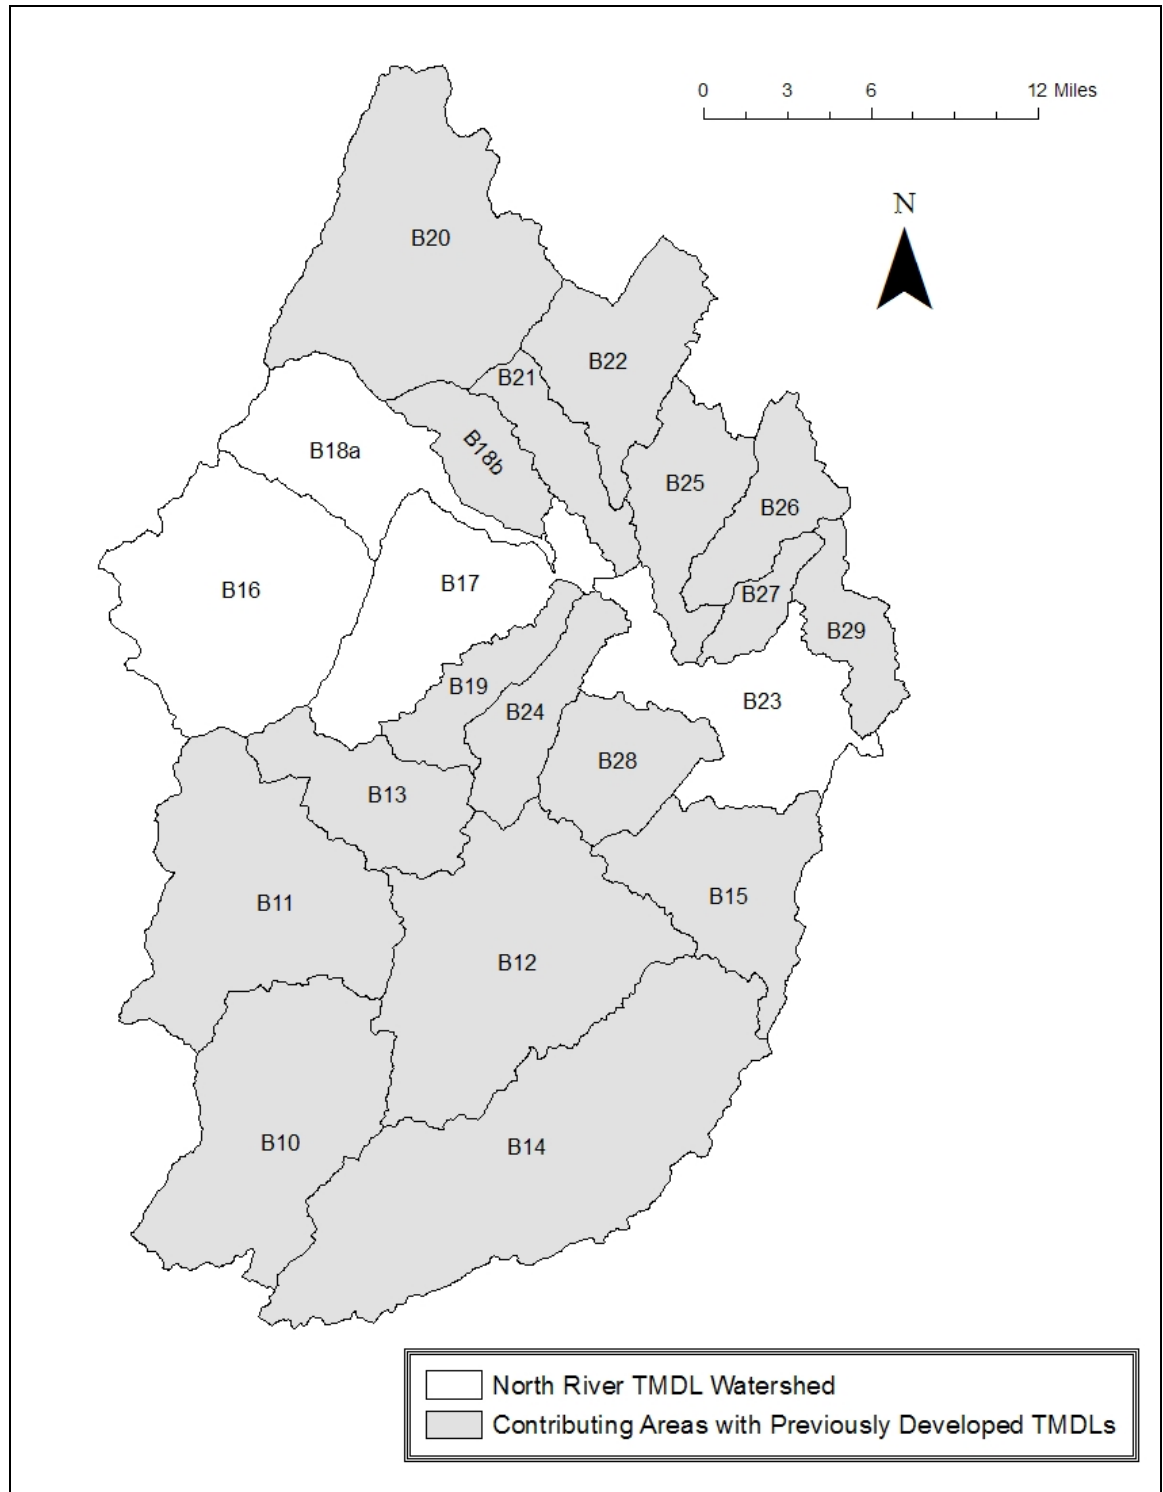 0 3 6 12 Miles
N
B20
B22
B21
B18a
B18b
B25
B26
B16
B17
B27
B29
B19
B24
B23
B28
B13
B11
B15
B12
B10
B14
North River TMDL Watershed
Contributing Areas with Previously Developed TMDLs